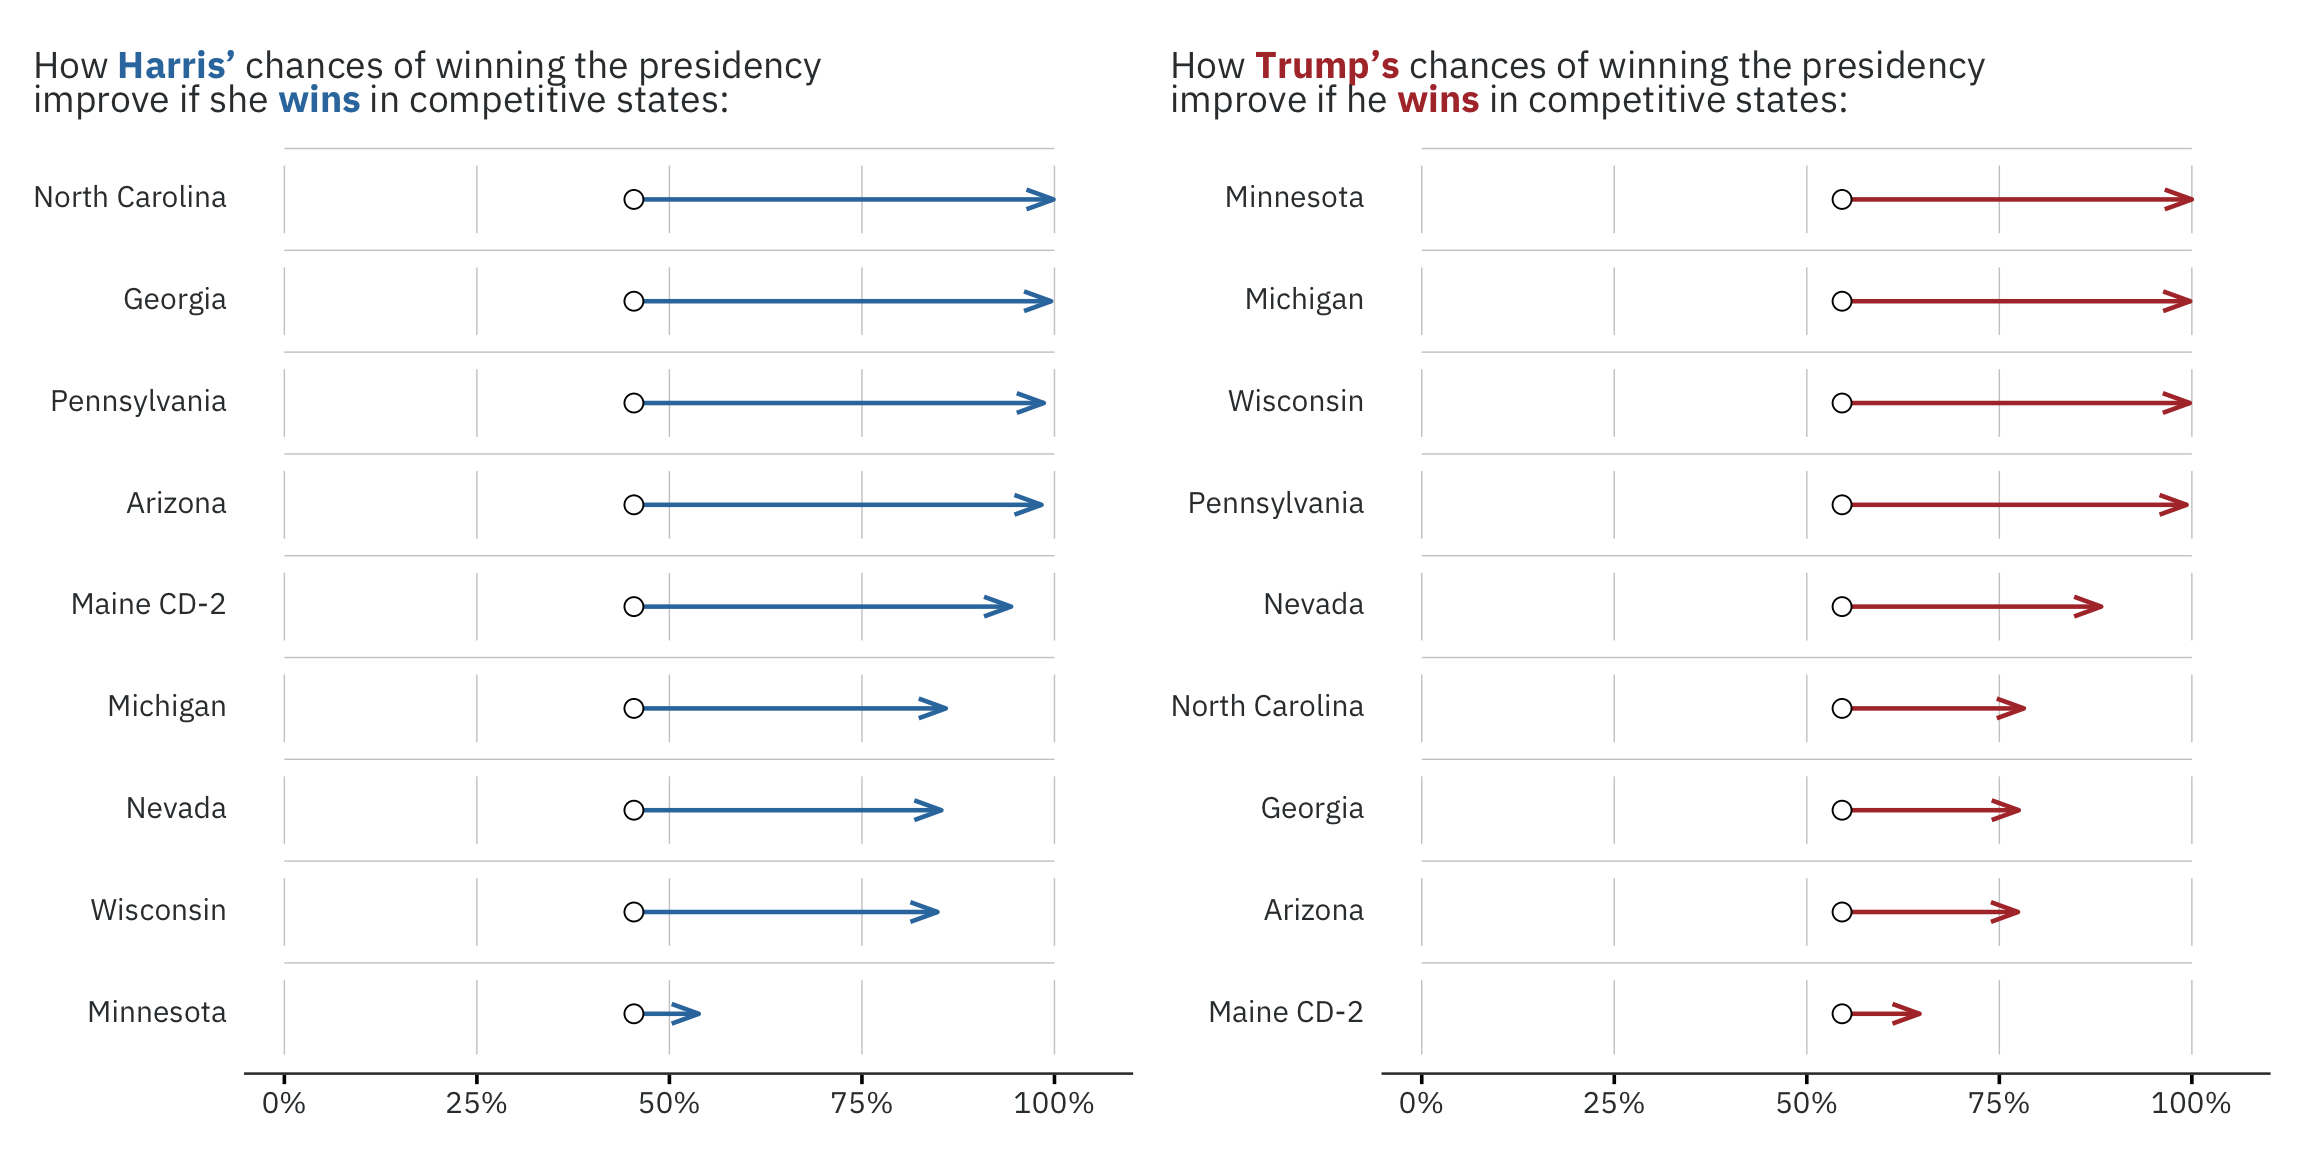 How Harris’ chances of winning the presidency
improve if she wins in competitive states:
North Carolina
Georgia
Pennsylvania
Arizona
Maine CD-2
Michigan
Nevada
Wisconsin
Minnesota
0% 25% 50% 75% 100%
How Trump’s chances of winning the presidency
improve if he wins in competitive states:
Minnesota
Michigan
Wisconsin
Pennsylvania
Nevada
North Carolina
Georgia
Arizona
Maine CD-2
0% 25% 50% 75% 100%